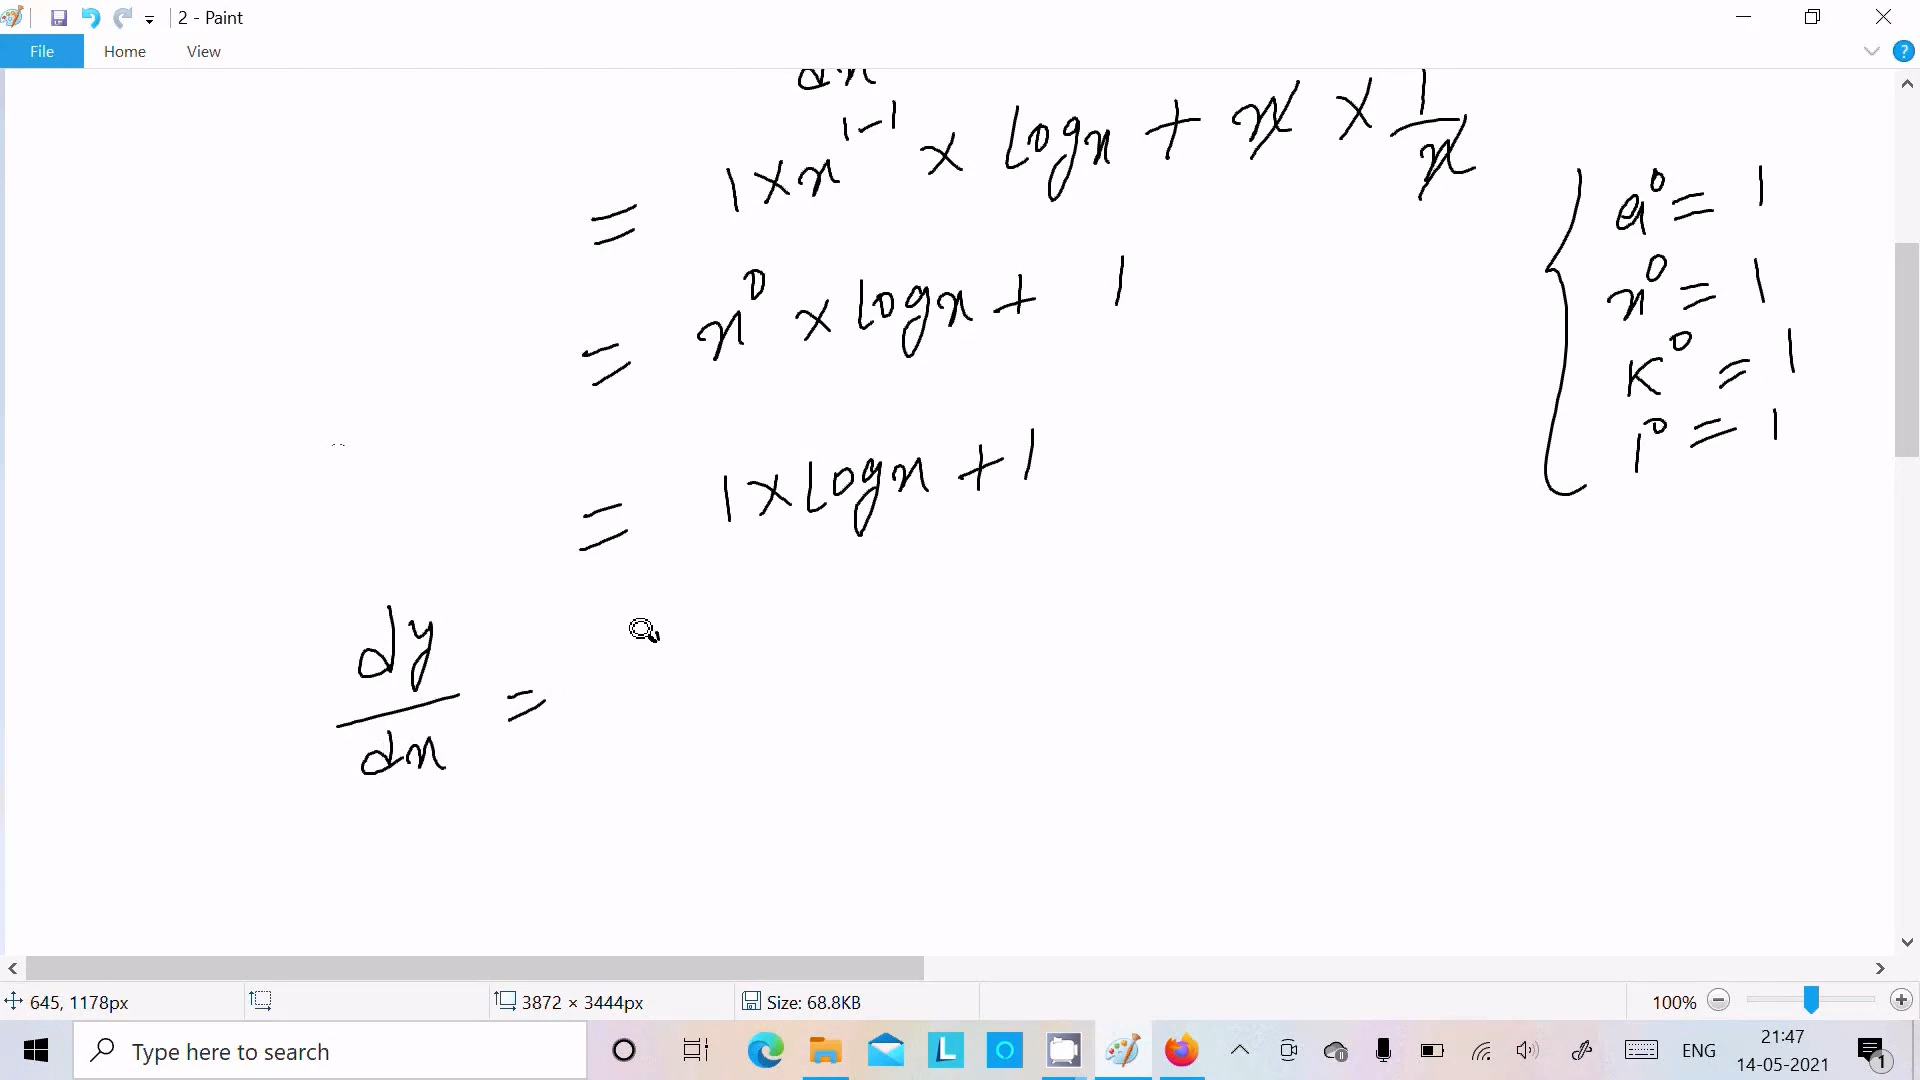 2 - Paint
File Home View
dx
= 1 × x^{1-1} × log x + x × 1/x
= x^0 × log x + 1
= 1 × log x + 1
dy/dx =
a^0 = 1
x^0 = 1
K^0 = 1
1^0 = 1
645, 1178px 3872 × 3444px Size: 68.8KB 100%
Type here to search ENG 21:47
14-05-2021 1